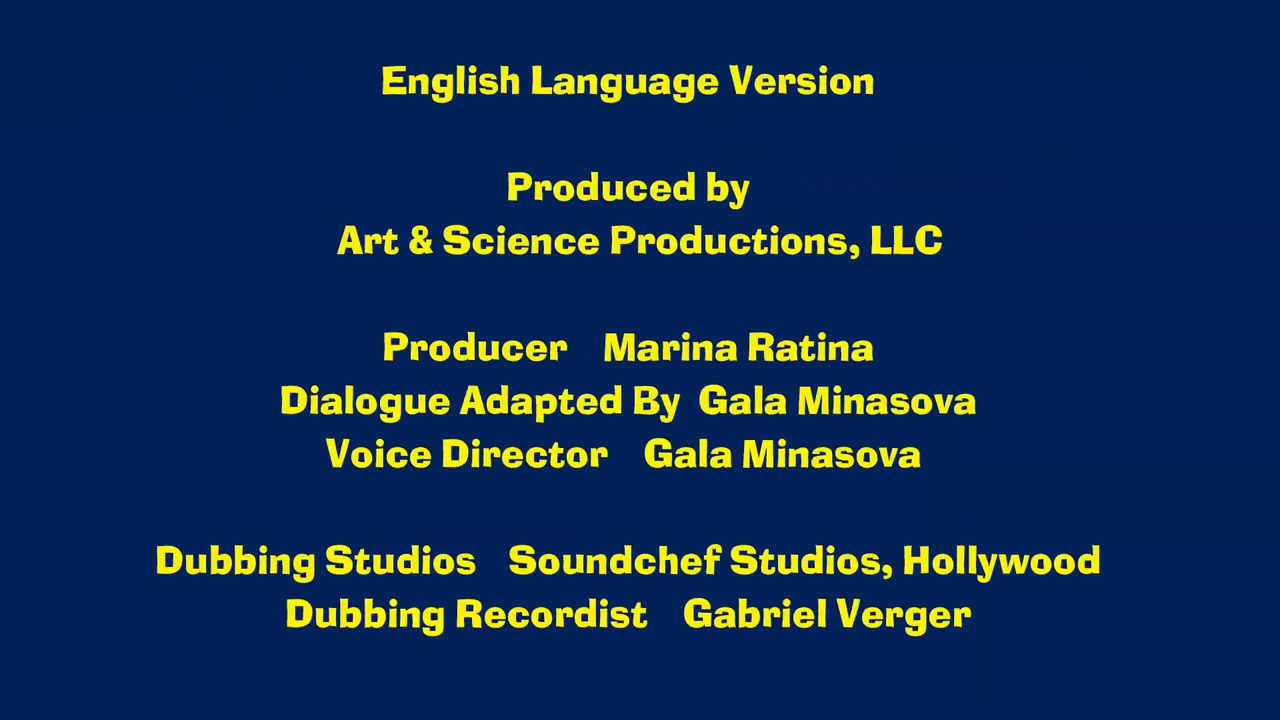 English Language Version
Produced by
Art & Science Productions, LLC
Producer Marina Ratina
Dialogue Adapted By Gala Minasova
Voice Director Gala Minasova
Dubbing Studios Soundchef Studios, Hollywood
Dubbing Recordist Gabriel Verger